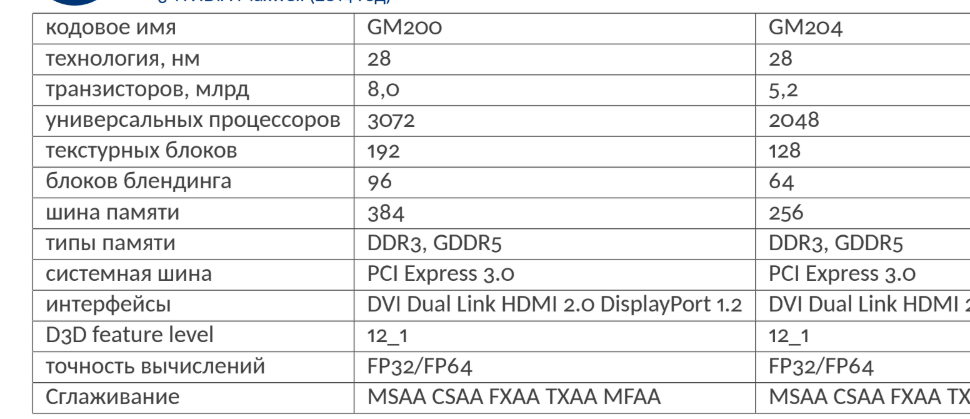 кодовое имя GM200 GM204
технология, нм 28 28
транзисторов, млрд 8,0 5,2
универсальных процессоров 3072 2048
текстурных блоков 192 128
блоков блендинга 96 64
шина памяти 384 256
типы памяти DDR3, GDDR5 DDR3, GDDR5
системная шина PCI Express 3.0 PCI Express 3.0
интерфейсы DVI Dual Link HDMI 2.0 DisplayPort 1.2 DVI Dual Link HDMI
D3D feature level 12_1 12_1
точность вычислений FP32/FP64 FP32/FP64
Сглаживание MSAA CSAA FXAA TXAA MFAA MSAA CSAA FXAA